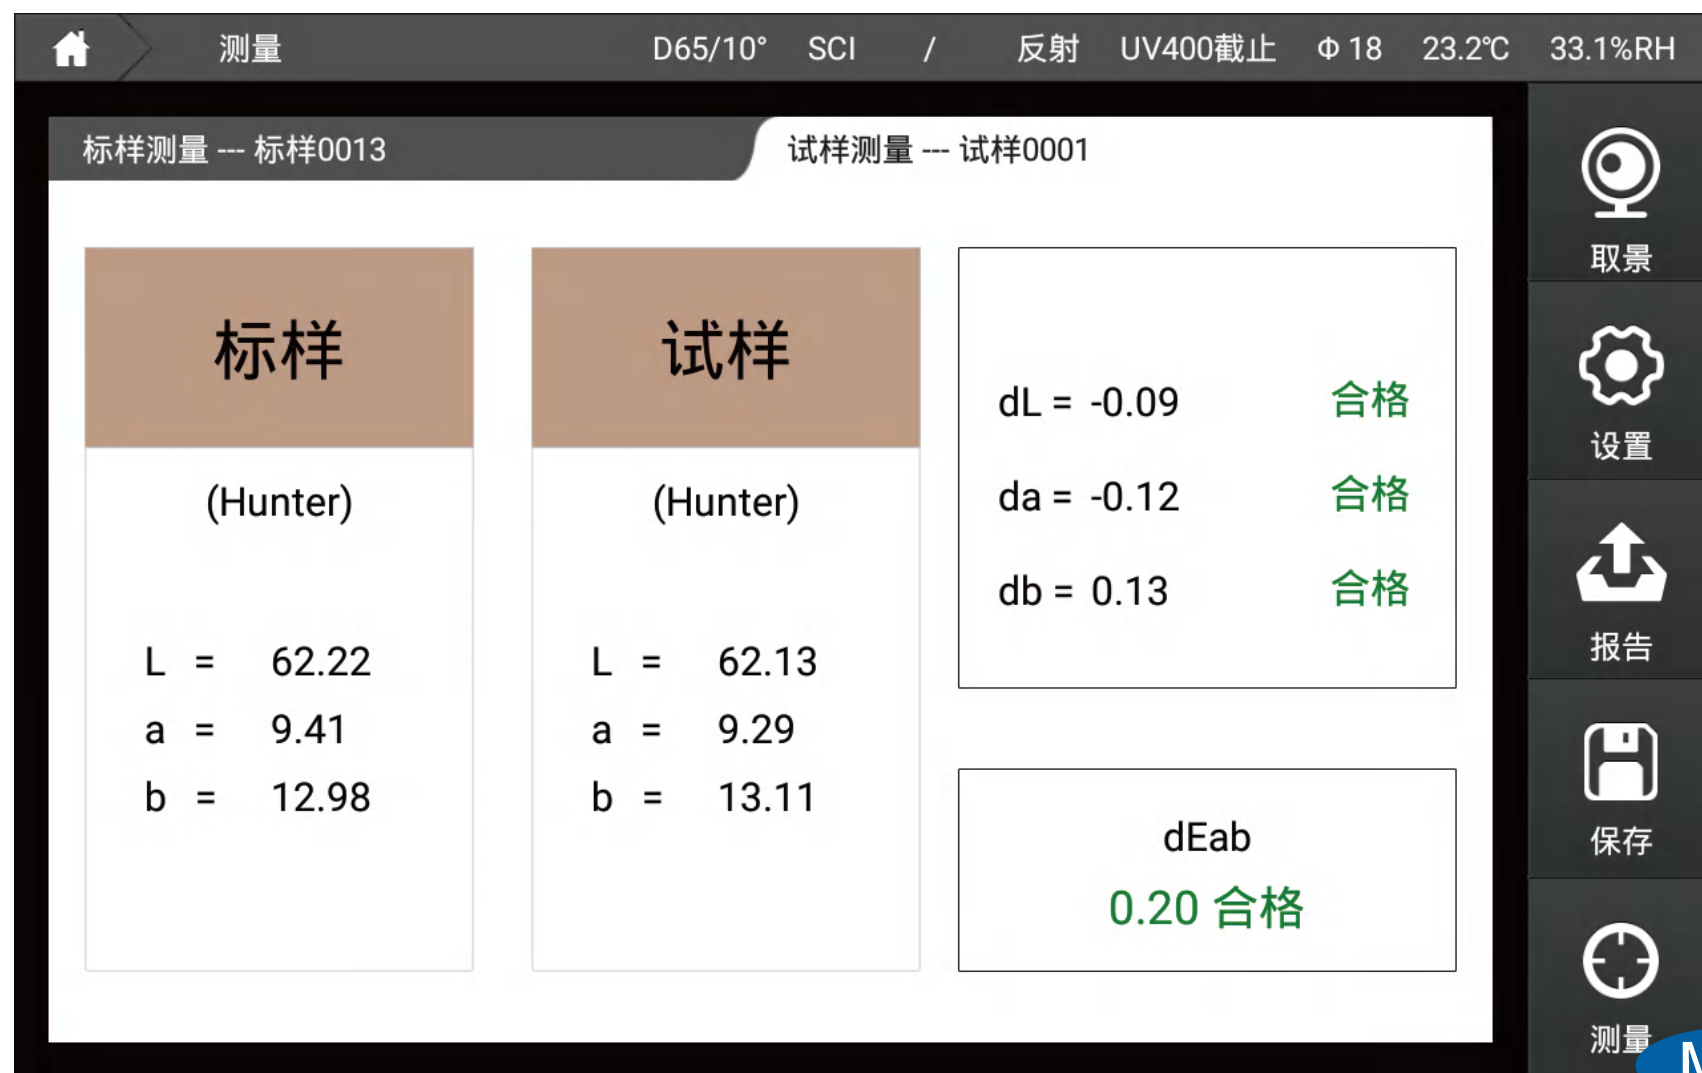 测量 D65/10° SCI / 反射 UV400截止 Φ 18 23.2℃ 33.1%RH
标样测量 --- 标样0013
试样测量 --- 试样0001
标样
(Hunter)
L = 62.22
a = 9.41
b = 12.98
试样
(Hunter)
L = 62.13
a = 9.29
b = 13.11
dL = -0.09 合格
da = -0.12 合格
db = 0.13 合格
dEab
0.20 合格
取景
设置
报告
保存
测量